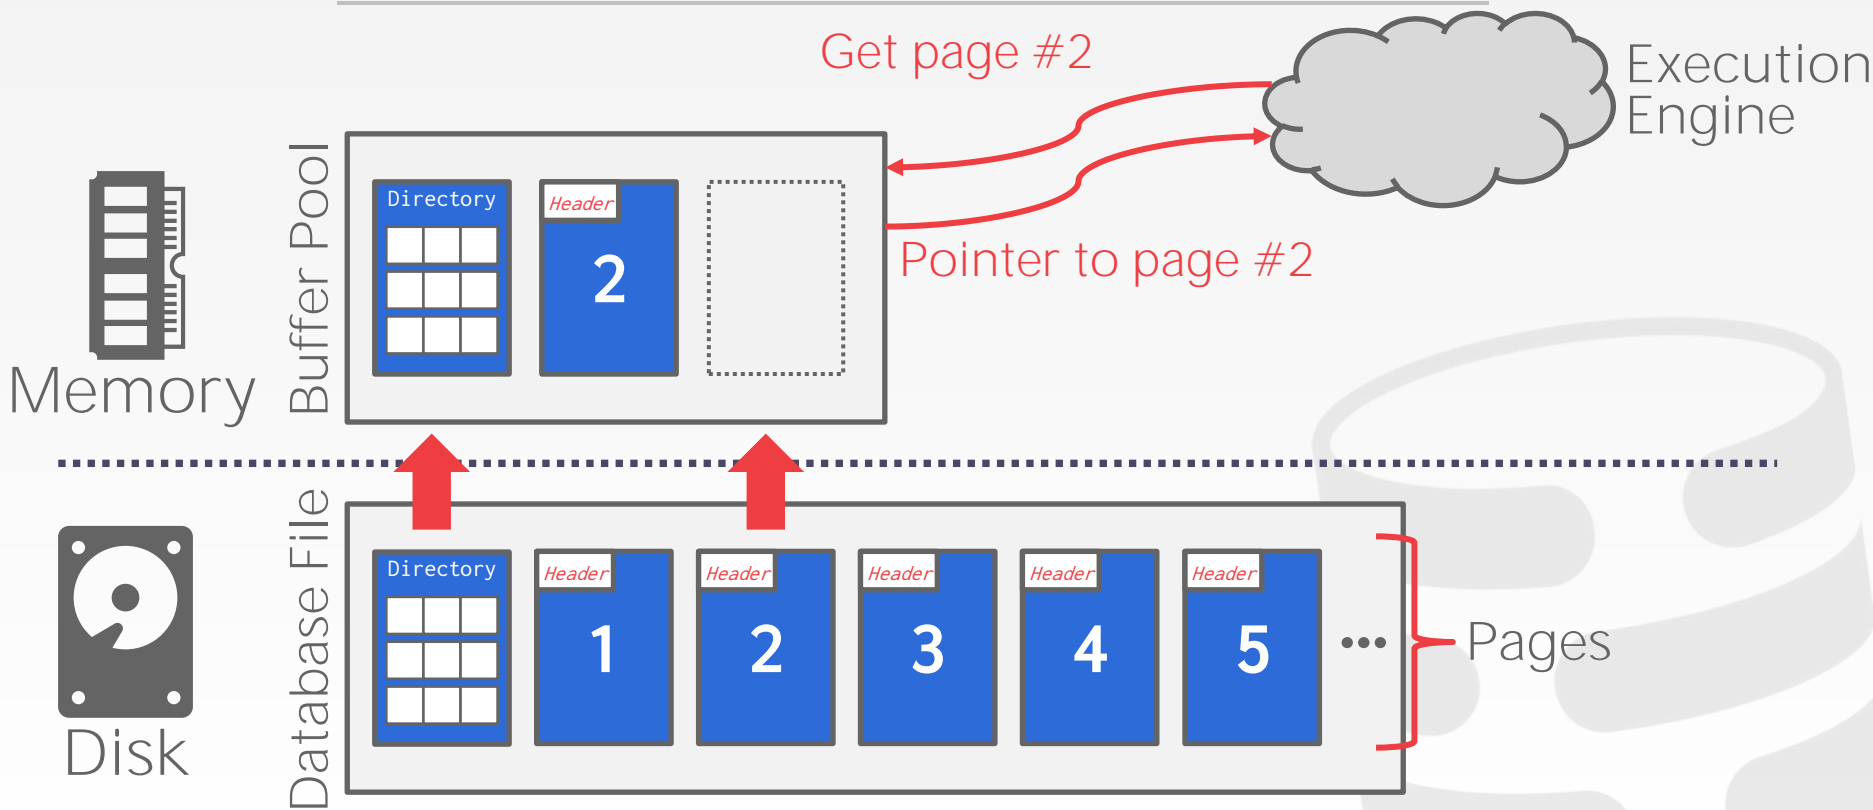 Get page #2
Execution
Engine
Buffer Pool
Directory
Header
2
Pointer to page #2
Memory
Database File
Directory
Header
1
Header
2
Header
3
Header
4
Header
5
...
Pages
Disk